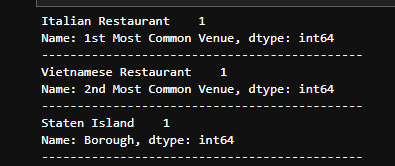 Italian Restaurant    1
Name: 1st Most Common Venue, dtype: int64
---------------------------------------------
Vietnamese Restaurant    1
Name: 2nd Most Common Venue, dtype: int64
---------------------------------------------
Staten Island    1
Name: Borough, dtype: int64
---------------------------------------------